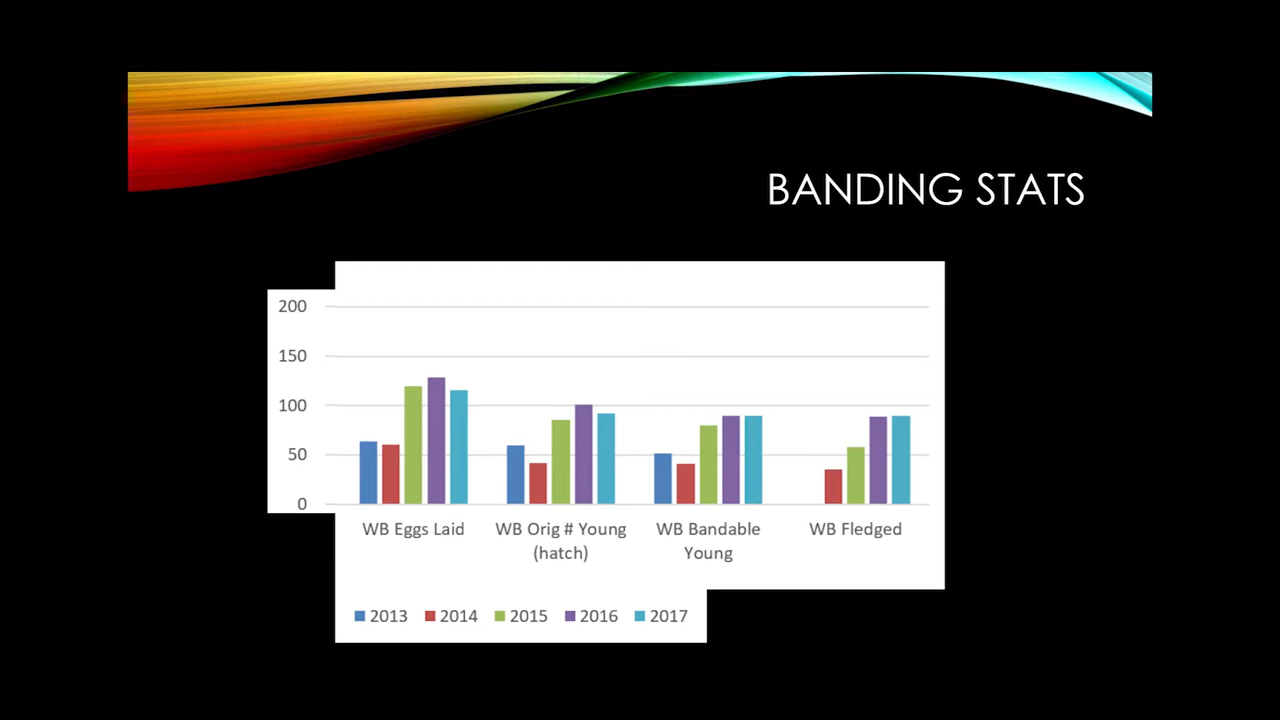 BANDING STATS
200
150
100
50
0
WB Eggs Laid
WB Orig # Young
(hatch)
WB Bandable
Young
WB Fledged
2013 2014 2015 2016 2017